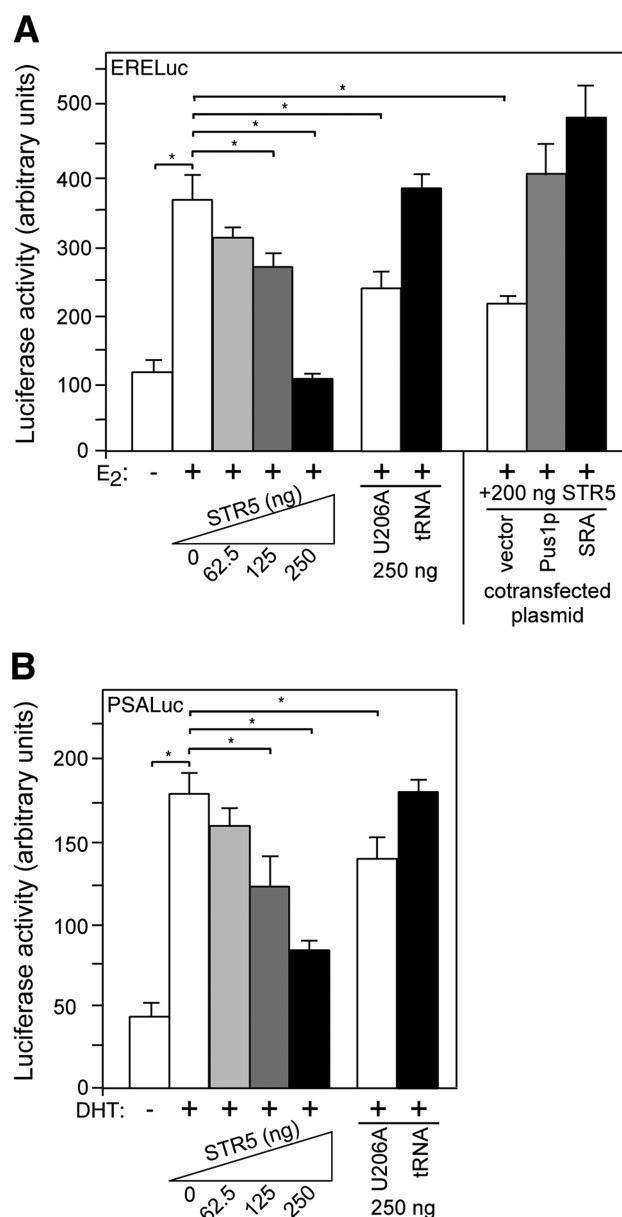 A
ERELuc
Luciferase activity (arbitrary units)
500
400
300
200
100
0
*
*
*
*
*
E2: - + + + + + + + + +
STR5 (ng)
0 62.5 125 250
U206A tRNA
250 ng
+200 ng STR5
vector Pus1p SRA
cotransfected
plasmid
B
PSALuc
Luciferase activity (arbitrary units)
200
150
100
50
0
*
*
*
*
DHT: - + + + + + +
STR5 (ng)
0 62.5 125 250
U206A tRNA
250 ng